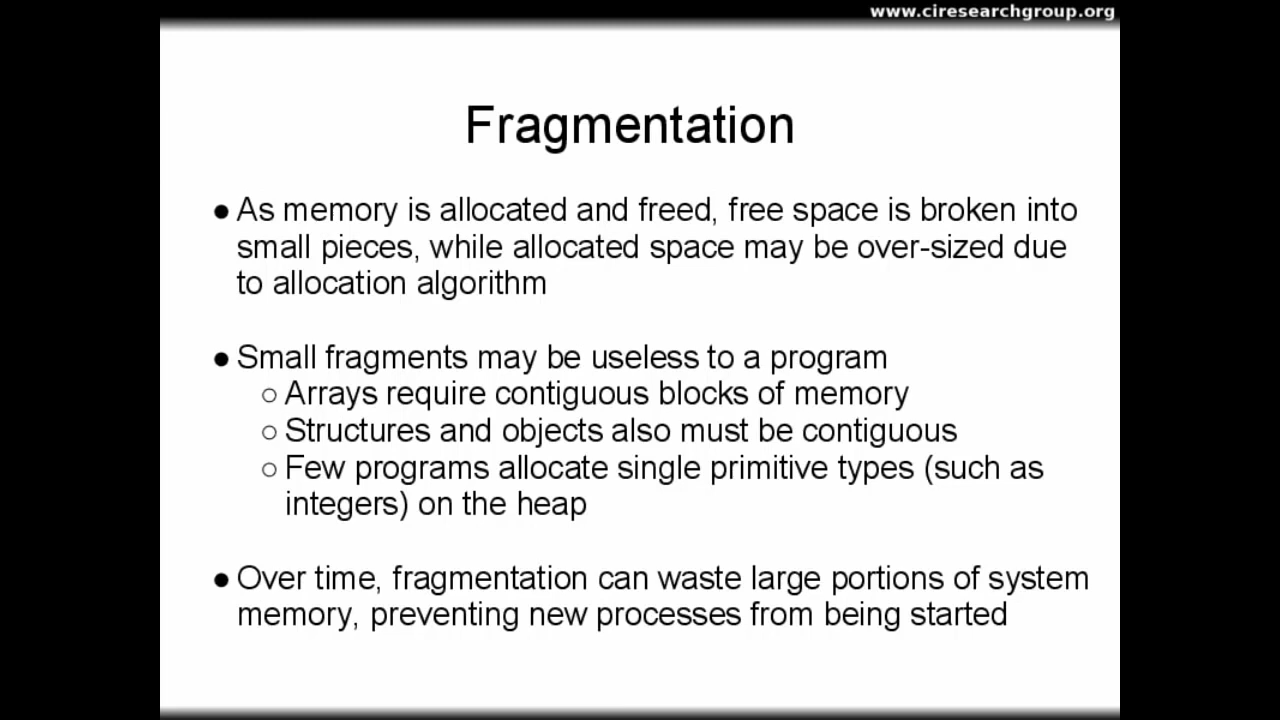 www.ciresearchgroup.org
Fragmentation
● As memory is allocated and freed, free space is broken into
small pieces, while allocated space may be over-sized due
to allocation algorithm
● Small fragments may be useless to a program
○ Arrays require contiguous blocks of memory
○ Structures and objects also must be contiguous
○ Few programs allocate single primitive types (such as
integers) on the heap
● Over time, fragmentation can waste large portions of system
memory, preventing new processes from being started